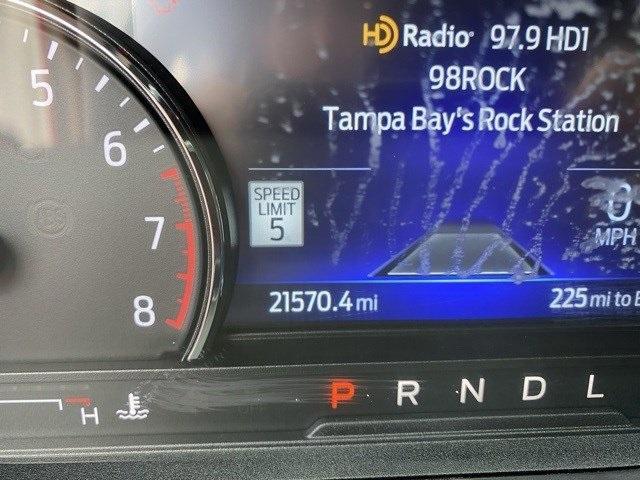 HD Radio 97.9 HD1
98ROCK
Tampa Bay's Rock Station
5
6
7
8
SPEED
LIMIT
5
0
MPH
21570.4 mi
225 mi to E
H
P R N D L